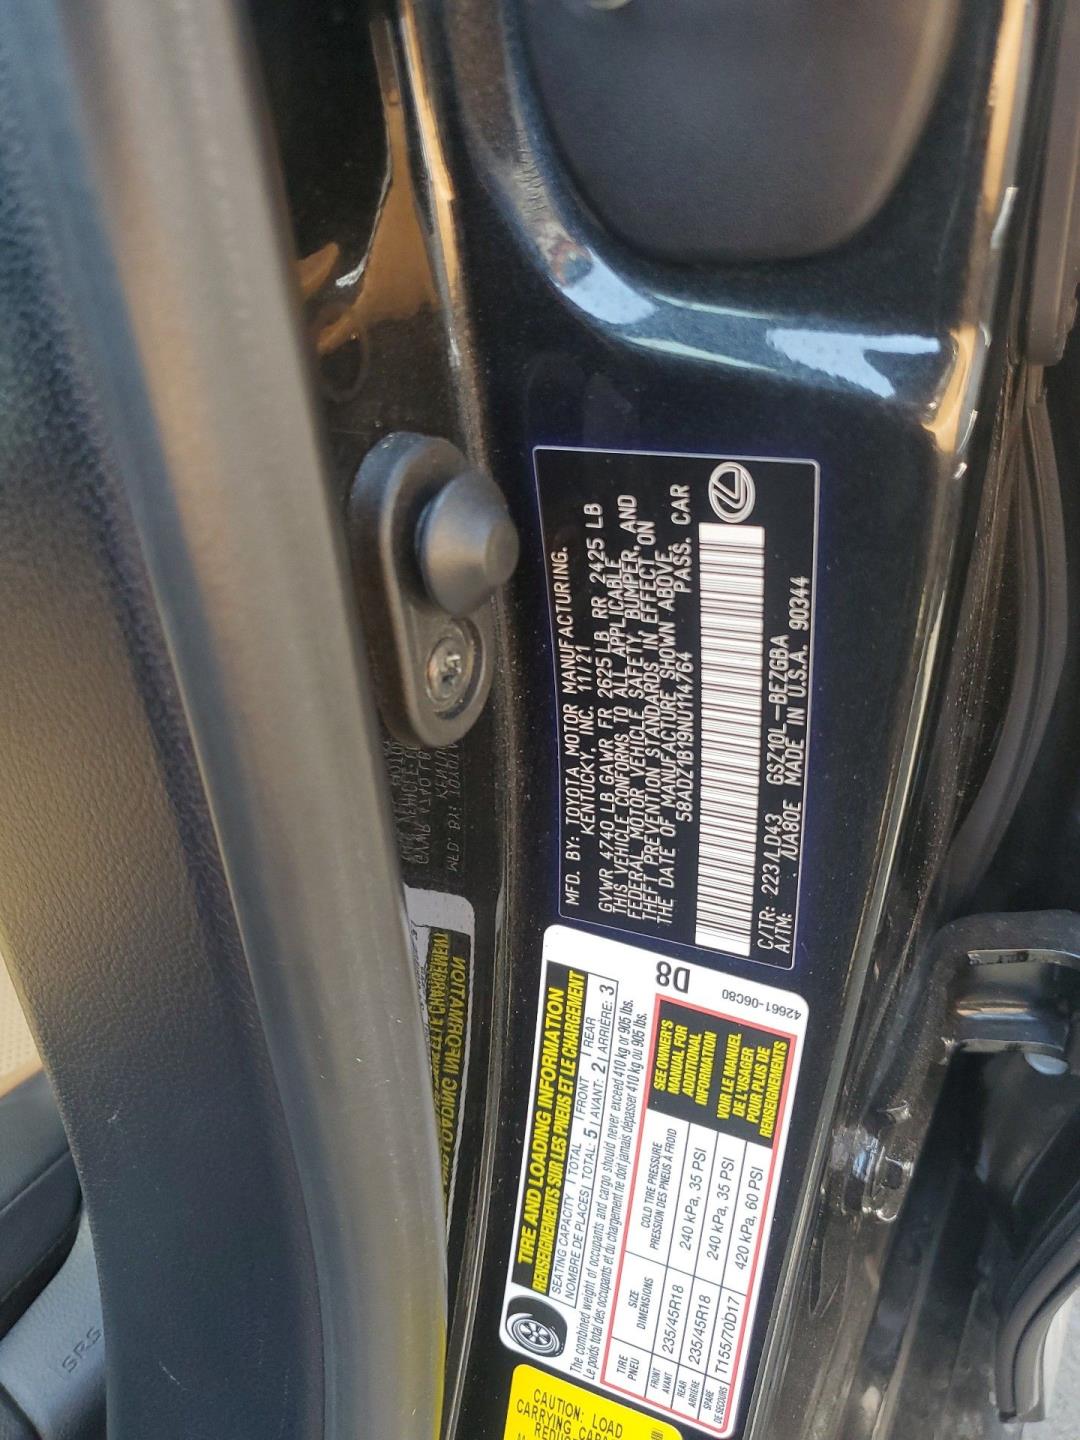 MFD. BY: TOYOTA MOTOR MANUFACTURING.
KENTUCKY, INC. 11/21
GVWR 4740 LB GAWR FR 2625 LB RR 2425 LB
THIS VEHICLE CONFORMS TO ALL APPLICABLE
FEDERAL MOTOR VEHICLE SAFETY, BUMPER, AND
THEFT PREVENTION STANDARDS IN EFFECT ON
THE DATE OF MANUFACTURE SHOWN ABOVE.
58ADZ1B19NU114764 PASS. CAR
C/TR: 223 LD43 GSZ10L-BEZGBA
A/TM: UA80E MADE IN U.S.A. 90344
TIRE AND LOADING INFORMATION
RENSEIGNEMENTS SUR LES PNEUS ET LE CHARGEMENT
D8
SEATING CAPACITY TOTAL FRONT REAR
NOMBRE DE PLACES TOTAL: 5 AVANT: 2 ARRIÈRE: 3
The combined weight of occupants and cargo should never exceed 410 kg or 905 lbs.
Le poids total des occupants et du chargement ne doit jamais dépasser 410 kg ou 905 lbs.
TIRE SIZE COLD TIRE PRESSURE
PNEU DIMENSIONS PRESSION DES PNEUS À FROID
FRONT
AVANT 235/45R18 240 kPa, 35 PSI
REAR
ARRIÈRE 235/45R18 240 kPa, 35 PSI
SPARE
DE SECOURS T155/70D17 420 kPa, 60 PSI
SEE OWNER'S
MANUAL FOR
ADDITIONAL
INFORMATION
VOIR LE MANUEL
DE L'USAGER
POUR PLUS DE
RENSEIGNEMENTS
42661-06C80
CAUTION: LOAD
CARRYING
SRS